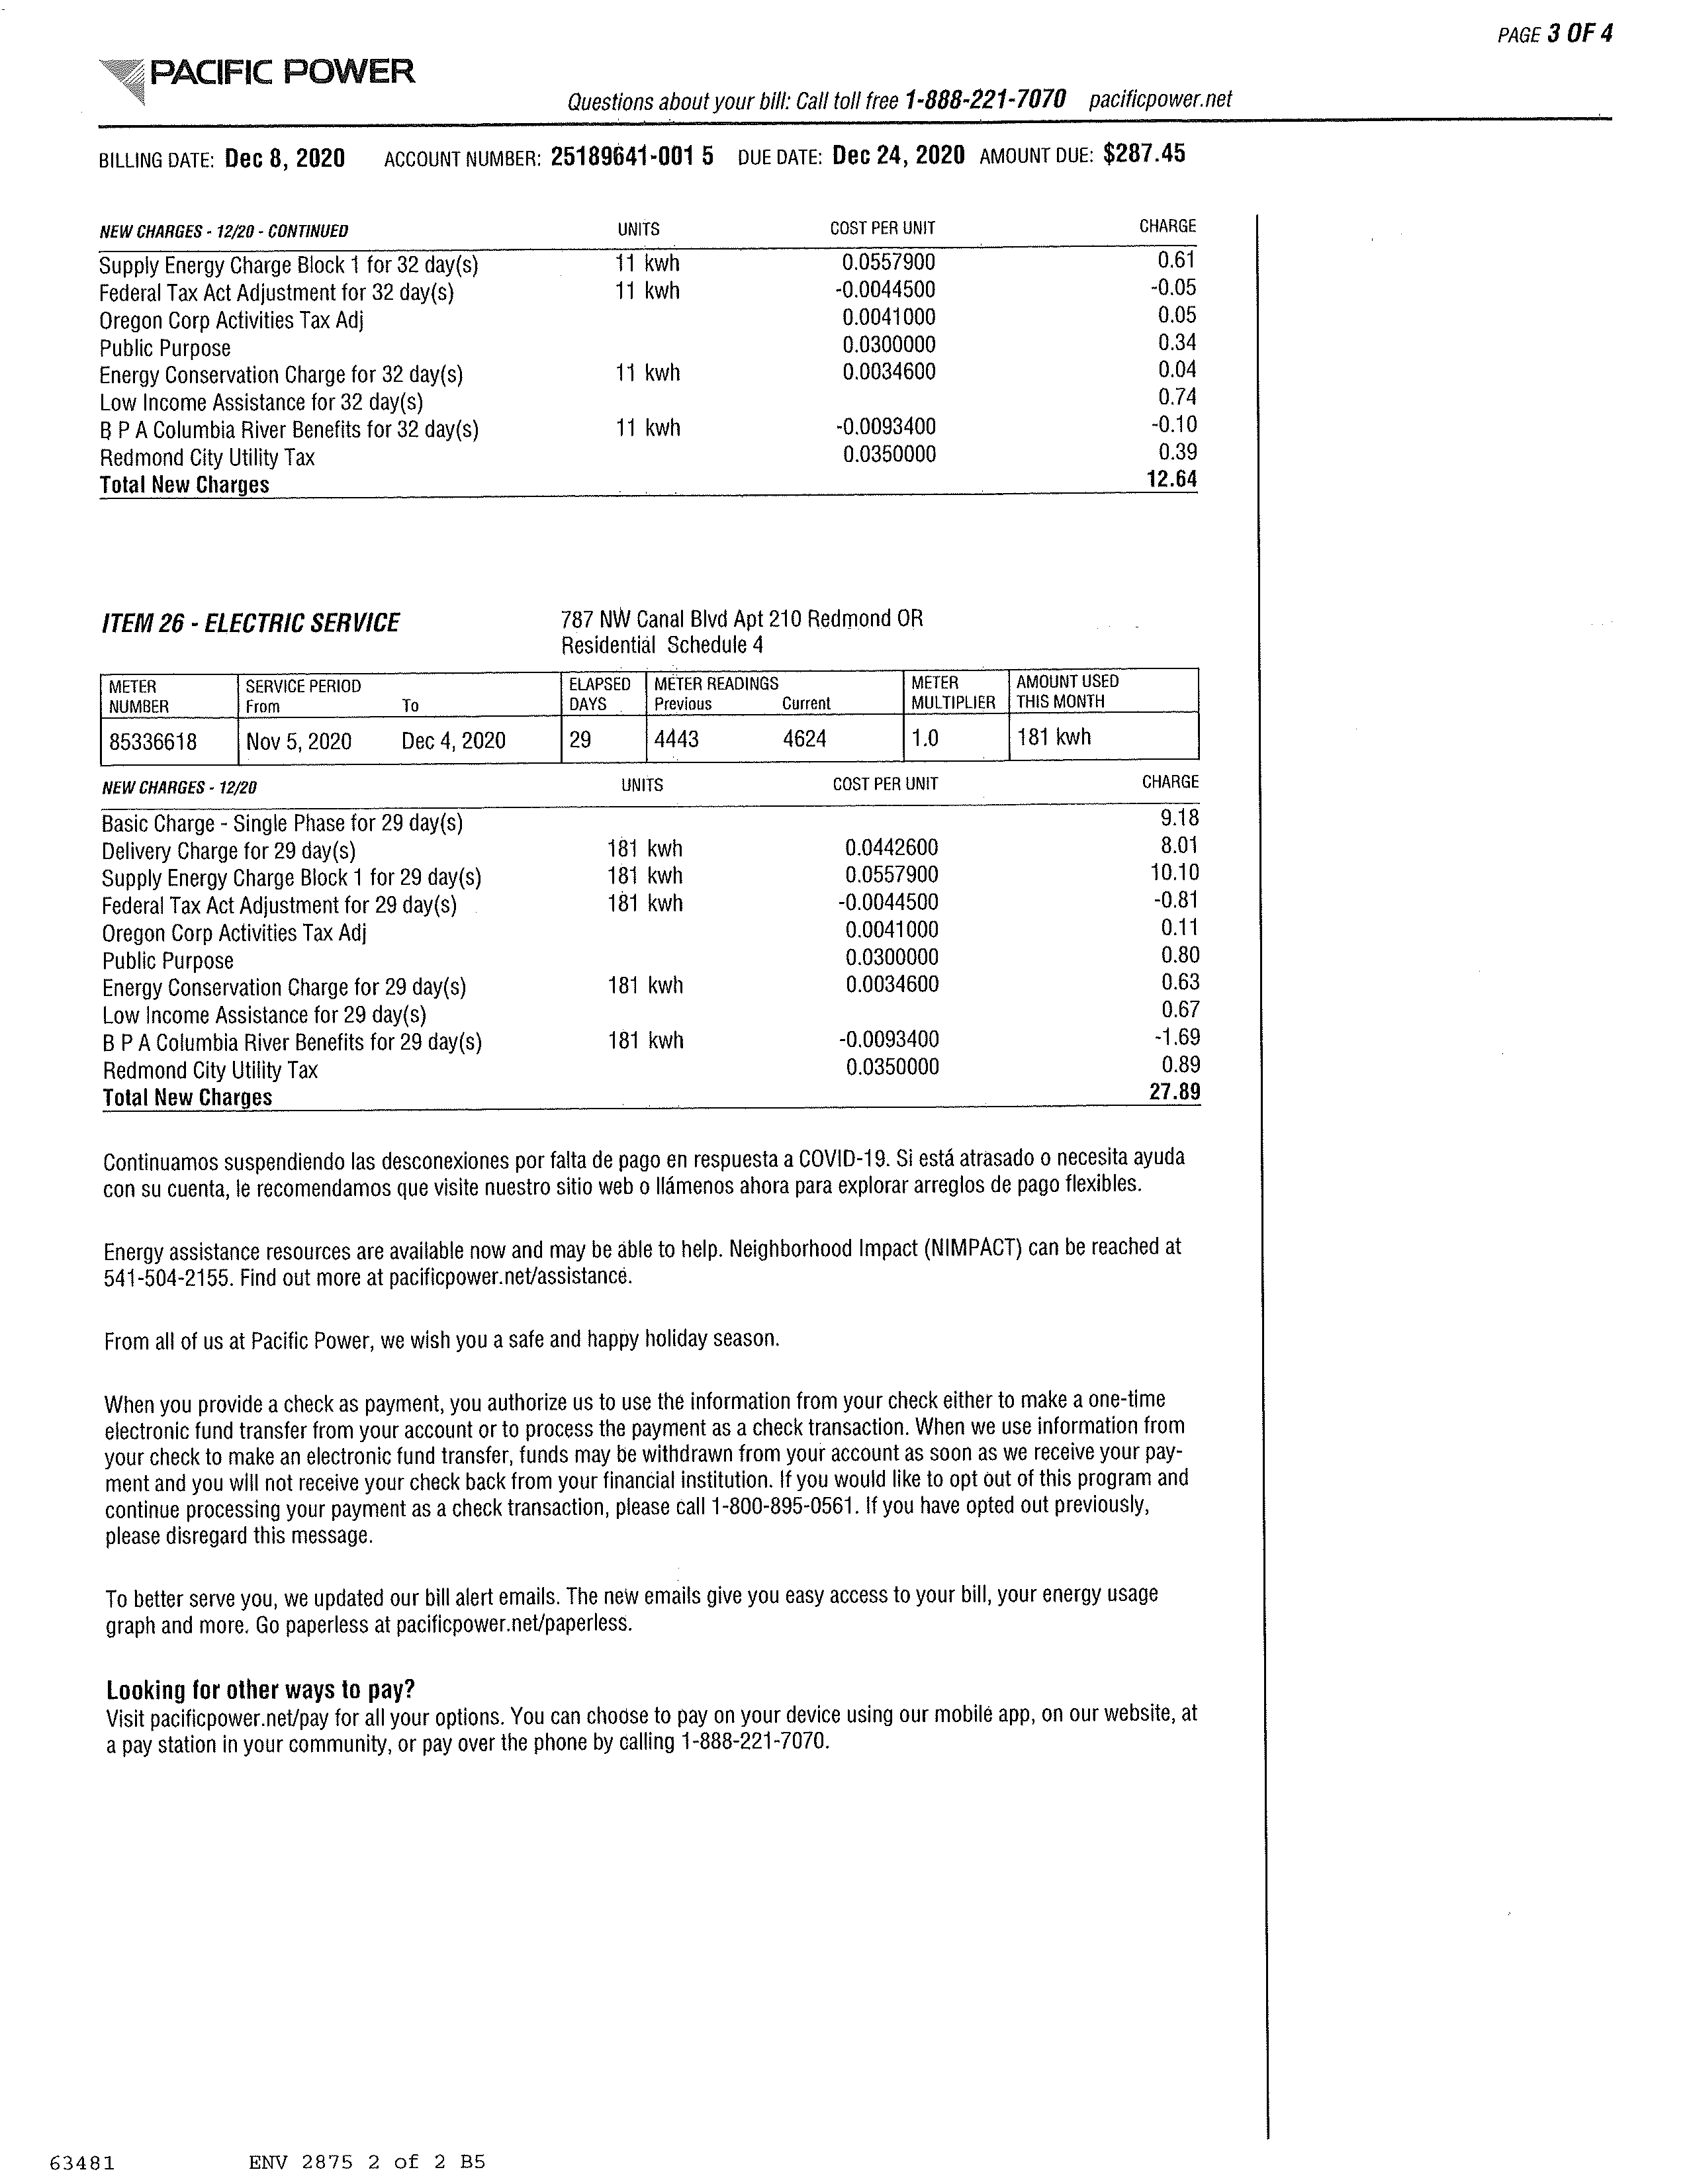 PAGE 3 OF 4
PACIFIC POWER
Questions about your bill: Call toll free 1-888-221-7070 pacificpower.net
BILLING DATE: Dec 8, 2020 ACCOUNT NUMBER: 25189641-001 5 DUE DATE: Dec 24, 2020 AMOUNT DUE: $287.45
NEW CHARGES - 12/20 - CONTINUED UNITS COST PER UNIT CHARGE
Supply Energy Charge Block 1 for 32 day(s) 11 kwh 0.0557900 0.61
Federal Tax Act Adjustment for 32 day(s) 11 kwh -0.0044500 -0.05
Oregon Corp Activities Tax Adj 0.0041000 0.05
Public Purpose 0.0300000 0.34
Energy Conservation Charge for 32 day(s) 11 kwh 0.0034600 0.04
Low Income Assistance for 32 day(s) 0.74
B P A Columbia River Benefits for 32 day(s) 11 kwh -0.0093400 -0.10
Redmond City Utility Tax 0.0350000 0.39
Total New Charges 12.64
ITEM 26 - ELECTRIC SERVICE 787 NW Canal Blvd Apt 210 Redmond OR
Residential Schedule 4
METER SERVICE PERIOD ELAPSED METER READINGS METER AMOUNT USED
NUMBER From To DAYS Previous Current MULTIPLIER THIS MONTH
85336618 Nov 5, 2020 Dec 4, 2020 29 4443 4624 1.0 181 kwh
NEW CHARGES - 12/20 UNITS COST PER UNIT CHARGE
Basic Charge - Single Phase for 29 day(s) 9.18
Delivery Charge for 29 day(s) 181 kwh 0.0442600 8.01
Supply Energy Charge Block 1 for 29 day(s) 181 kwh 0.0557900 10.10
Federal Tax Act Adjustment for 29 day(s) 181 kwh -0.0044500 -0.81
Oregon Corp Activities Tax Adj 0.0041000 0.11
Public Purpose 0.0300000 0.80
Energy Conservation Charge for 29 day(s) 181 kwh 0.0034600 0.63
Low Income Assistance for 29 day(s) 0.67
B P A Columbia River Benefits for 29 day(s) 181 kwh -0.0093400 -1.69
Redmond City Utility Tax 0.0350000 0.89
Total New Charges 27.89
Continuamos suspendiendo las desconexiones por falta de pago en respuesta a COVID-19. Si está atrasado o necesita ayuda
con su cuenta, le recomendamos que visite nuestro sitio web o llámenos ahora para explorar arreglos de pago flexibles.
Energy assistance resources are available now and may be able to help. Neighborhood Impact (NIMPACT) can be reached at
541-504-2155. Find out more at pacificpower.net/assistance.
From all of us at Pacific Power, we wish you a safe and happy holiday season.
When you provide a check as payment, you authorize us to use the information from your check either to make a one-time
electronic fund transfer from your account or to process the payment as a check transaction. When we use information from
your check to make an electronic fund transfer, funds may be withdrawn from your account as soon as we receive your pay-
ment and you will not receive your check back from your financial institution. If you would like to opt out of this program and
continue processing your payment as a check transaction, please call 1-800-895-0561. If you have opted out previously,
please disregard this message.
To better serve you, we updated our bill alert emails. The new emails give you easy access to your bill, your energy usage
graph and more. Go paperless at pacificpower.net/paperless.
Looking for other ways to pay?
Visit pacificpower.net/pay for all your options. You can choose to pay on your device using our mobile app, on our website, at
a pay station in your community, or pay over the phone by calling 1-888-221-7070.
63481 ENV 2875 2 of 2 B5